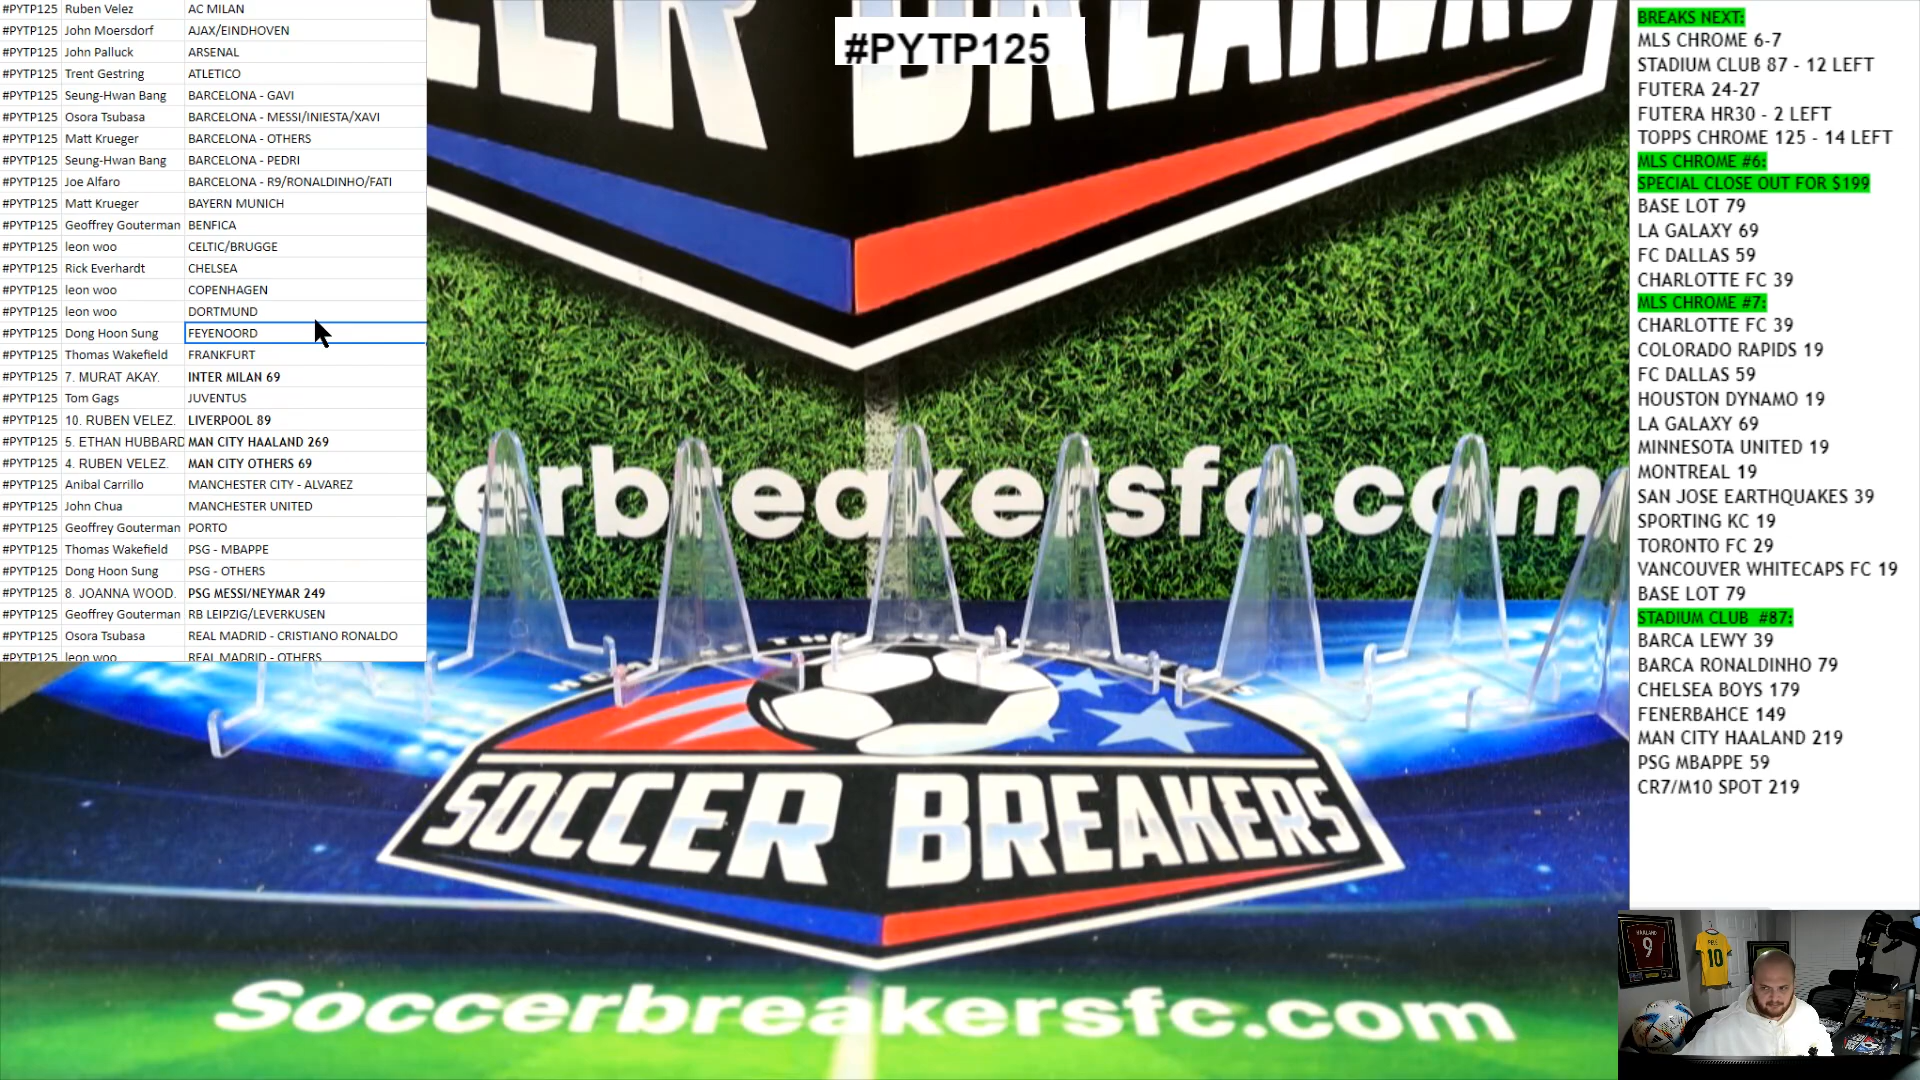 #PYTP125 Ruben Velez AC MILAN
#PYTP125 John Moersdorf AJAX/EINDHOVEN
#PYTP125 John Palluck ARSENAL
#PYTP125 Trent Gestring ATLETICO
#PYTP125 Seung-Hwan Bang BARCELONA - GAVI
#PYTP125 Osora Tsubasa BARCELONA - MESSI/INIESTA/XAVI
#PYTP125 Matt Krueger BARCELONA - OTHERS
#PYTP125 Seung-Hwan Bang BARCELONA - PEDRI
#PYTP125 Joe Alfaro BARCELONA - R9/RONALDINHO/FATI
#PYTP125 Matt Krueger BAYERN MUNICH
#PYTP125 Geoffrey Gouterman BENFICA
#PYTP125 leon woo CELTIC/BRUGGE
#PYTP125 Rick Everhardt CHELSEA
#PYTP125 leon woo COPENHAGEN
#PYTP125 leon woo DORTMUND
#PYTP125 Dong Hoon Sung FEYENOORD
#PYTP125 Thomas Wakefield FRANKFURT
#PYTP125 7. MURAT AKAY. INTER MILAN 69
#PYTP125 Tom Gags JUVENTUS
#PYTP125 10. RUBEN VELEZ. LIVERPOOL 89
#PYTP125 5. ETHAN HUBBARD MAN CITY HAALAND 269
#PYTP125 4. RUBEN VELEZ. MAN CITY OTHERS 69
#PYTP125 Anibal Carrillo MANCHESTER CITY - ALVAREZ
#PYTP125 John Chua MANCHESTER UNITED
#PYTP125 Geoffrey Gouterman PORTO
#PYTP125 Thomas Wakefield PSG - MBAPPE
#PYTP125 Dong Hoon Sung PSG - OTHERS
#PYTP125 8. JOANNA WOOD. PSG MESSI/NEYMAR 249
#PYTP125 Geoffrey Gouterman RB LEIPZIG/LEVERKUSEN
#PYTP125 Osora Tsubasa REAL MADRID - CRISTIANO RONALDO
#PYTP125 leon woo REAL MADRID - OTHERS
#PYTP125
cerbreakersfc.com
SOCCER BREAKERS
Soccerbreakersfc.com
BREAKS NEXT:
MLS CHROME 6-7
STADIUM CLUB 87 - 12 LEFT
FUTERA 24-27
FUTERA HR30 - 2 LEFT
TOPPS CHROME 125 - 14 LEFT
MLS CHROME #6:
SPECIAL CLOSE OUT FOR $199
BASE LOT 79
LA GALAXY 69
FC DALLAS 59
CHARLOTTE FC 39
MLS CHROME #7:
CHARLOTTE FC 39
COLORADO RAPIDS 19
FC DALLAS 59
HOUSTON DYNAMO 19
LA GALAXY 69
MINNESOTA UNITED 19
MONTREAL 19
SAN JOSE EARTHQUAKES 39
SPORTING KC 19
TORONTO FC 29
VANCOUVER WHITECAPS FC 19
BASE LOT 79
STADIUM CLUB #87:
BARCA LEWY 39
BARCA RONALDINHO 79
CHELSEA BOYS 179
FENERBAHCE 149
MAN CITY HAALAND 219
PSG MBAPPE 59
CR7/M10 SPOT 219
HAALAND
9
10